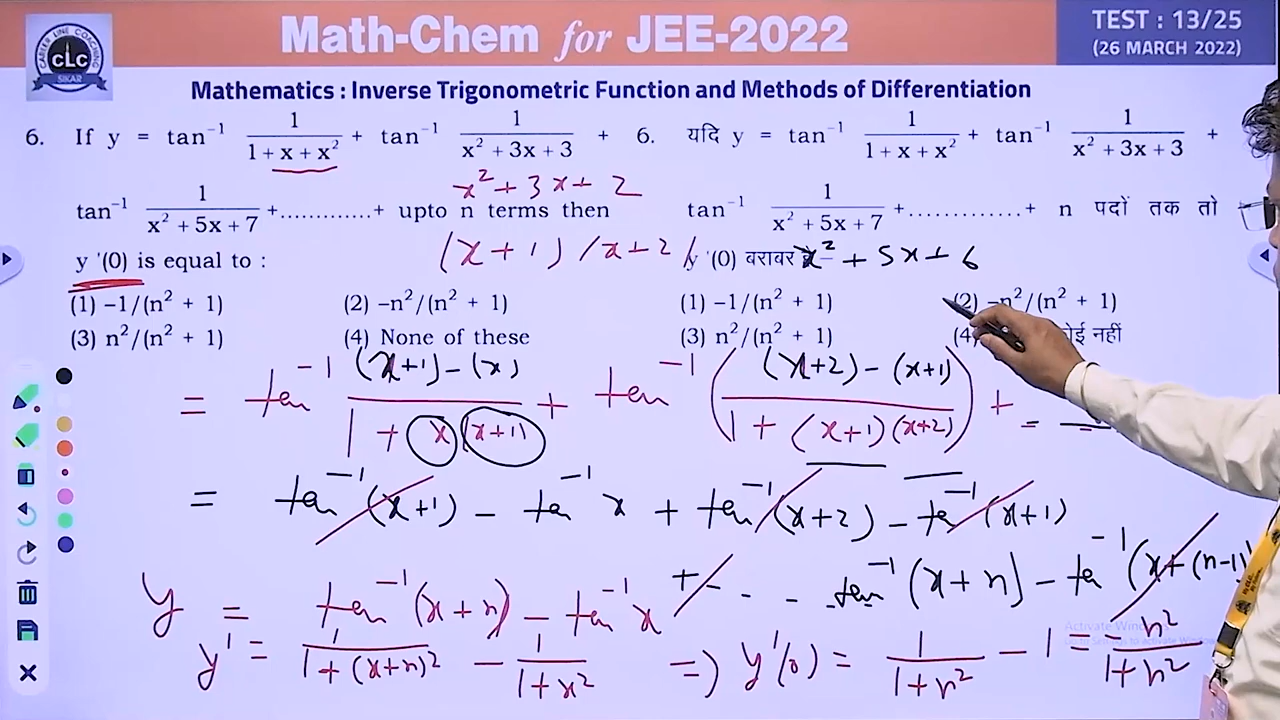 CAREER LINE COACHING
CLC
SIKAR
Math-Chem for JEE-2022
TEST : 13/25
(26 MARCH 2022)
Mathematics : Inverse Trigonometric Function and Methods of Differentiation
6. If y = tan⁻¹ 1/(1 + x + x²) + tan⁻¹ 1/(x² + 3x + 3) +
x² + 3x + 2
tan⁻¹ 1/(x² + 5x + 7) +.............+ upto n terms then
(x + 1) (x + 2)
y '(0) is equal to :
(1) –1/(n² + 1) (2) –n²/(n² + 1)
(3) n²/(n² + 1) (4) None of these
6. यदि y = tan⁻¹ 1/(1 + x + x²) + tan⁻¹ 1/(x² + 3x + 3) +
tan⁻¹ 1/(x² + 5x + 7) +.............+ n पदों तक तो
y '(0) बराबर x² + 5x + 6
(1) –1/(n² + 1) (2) –n²/(n² + 1)
(3) n²/(n² + 1) (4) कोई नहीं
= tan⁻¹ ((x+1) – (x))/(1 + x(x+1)) + tan⁻¹ (((x+2) – (x+1))/(1 + (x+1)(x+2))) + - -
= tan⁻¹(x+1) – tan⁻¹ x + tan⁻¹(x+2) – tan⁻¹(x+1)
+ - - - - tan⁻¹(x+n) – tan⁻¹(x+(n-1)
y = tan⁻¹(x+n) – tan⁻¹ x
y' = 1/(1+(x+n)²) – 1/(1+x²) ⇒ y'(0) = 1/(1+n²) – 1 = –n²/(1+n²)